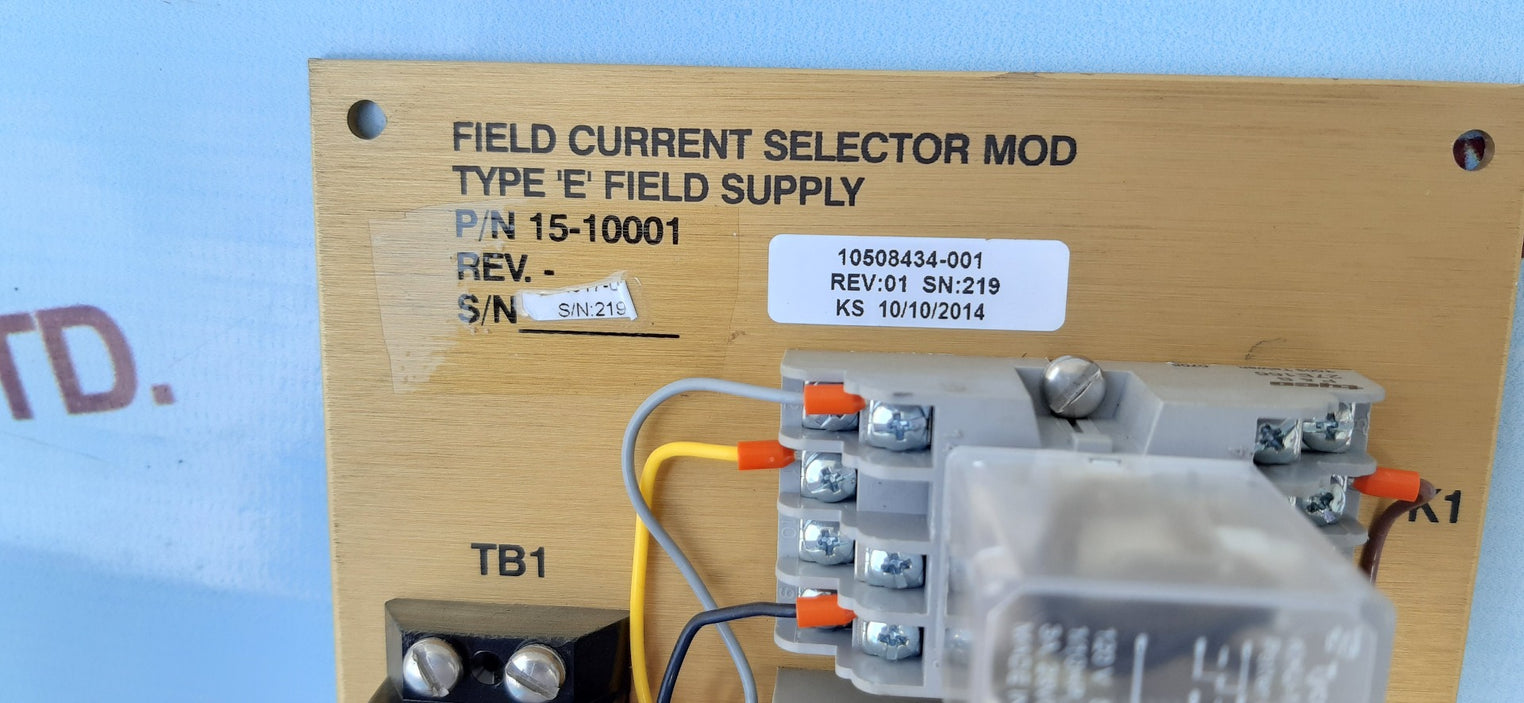 FIELD CURRENT SELECTOR MOD
TYPE 'E' FIELD SUPPLY
P/N 15-10001
REV. -
S/N
S/N:219
10508434-001
REV:01 SN:219
KS 10/10/2014
TD.
K1
TB1
120 V